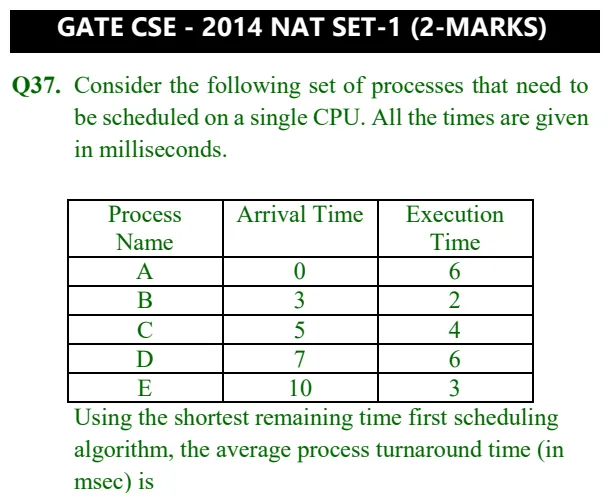 GATE CSE - 2014 NAT SET-1 (2-MARKS)
Q37. Consider the following set of processes that need to
be scheduled on a single CPU. All the times are given
in milliseconds.
Process Name Arrival Time Execution Time
A 0 6
B 3 2
C 5 4
D 7 6
E 10 3
Using the shortest remaining time first scheduling
algorithm, the average process turnaround time (in
msec) is